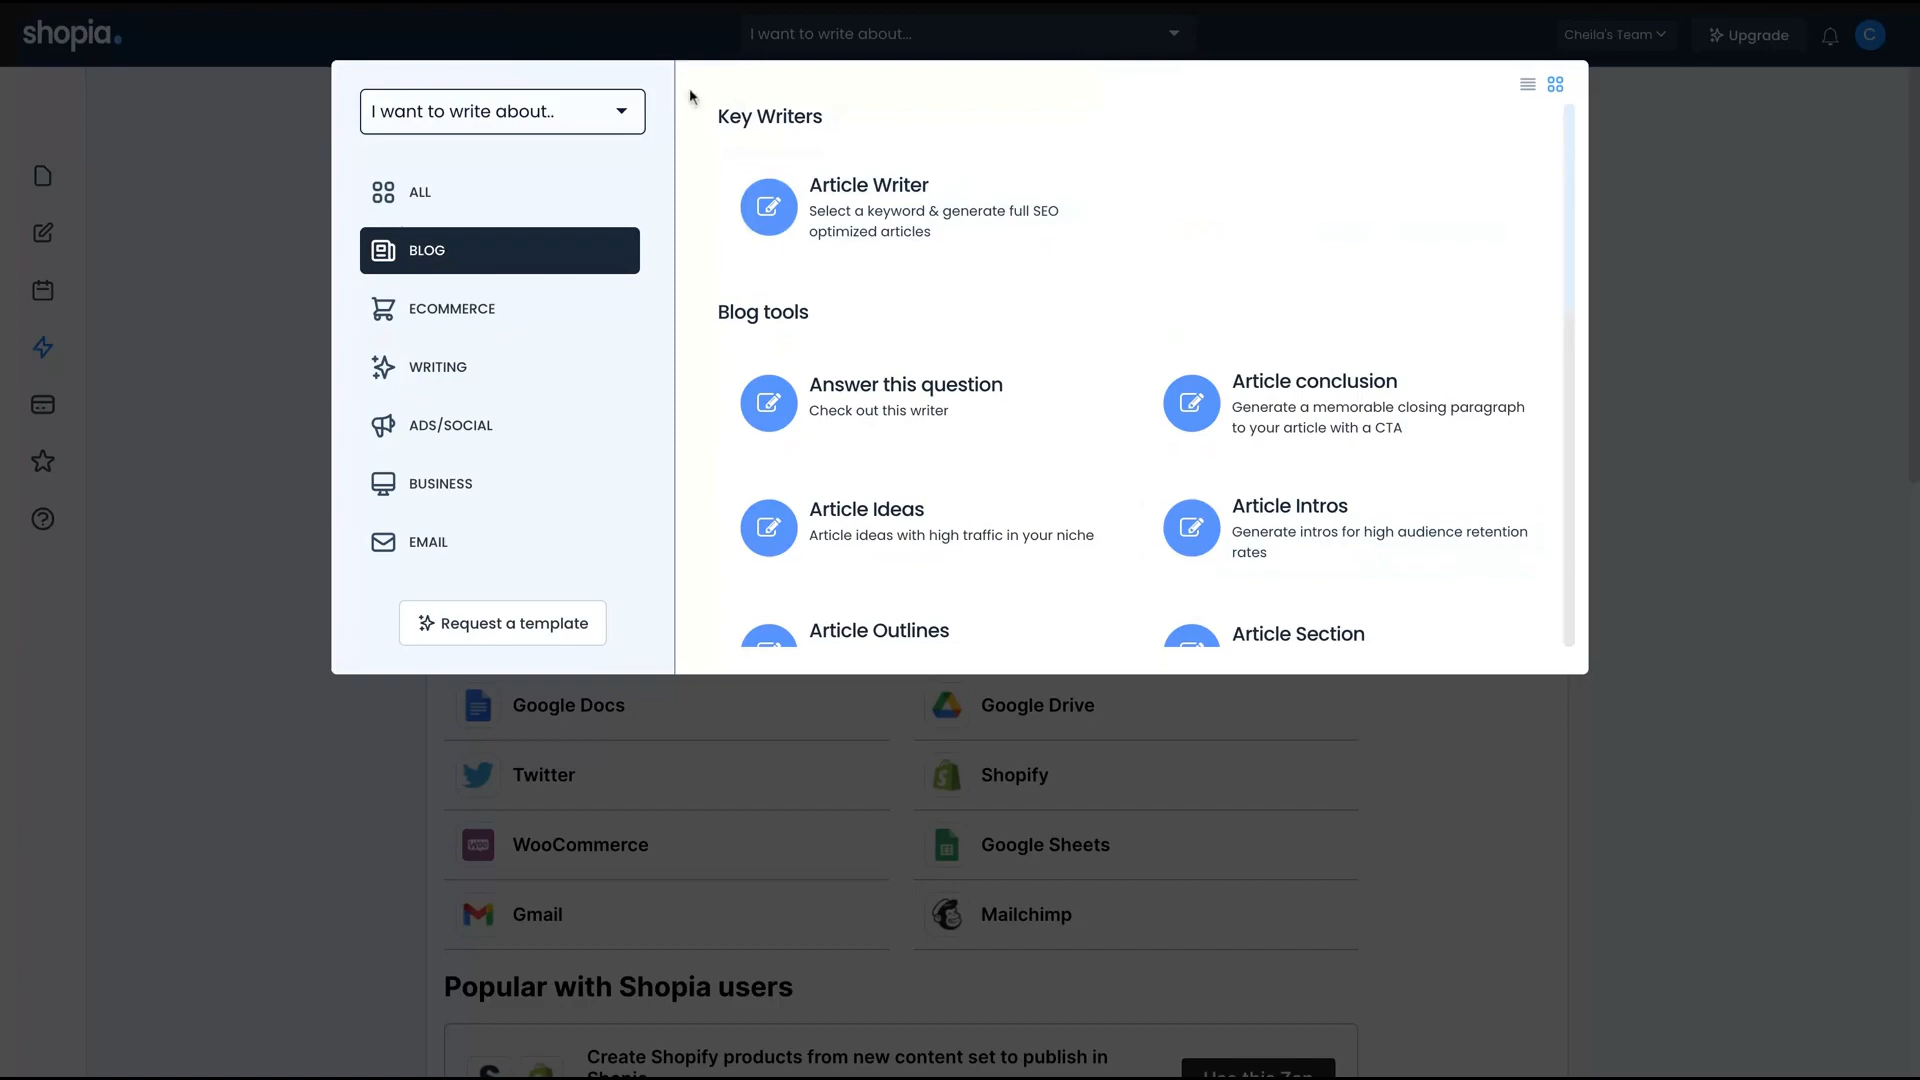 shopia.
I want to write about...
Cheila's Team
Upgrade
C
I want to write about..
ALL
BLOG
ECOMMERCE
WRITING
ADS/SOCIAL
BUSINESS
EMAIL
Request a template
Key Writers
Article Writer
Select a keyword & generate full SEO
optimized articles
Blog tools
Answer this question
Check out this writer
Article conclusion
Generate a memorable closing paragraph
to your article with a CTA
Article Ideas
Article ideas with high traffic in your niche
Article Intros
Generate intros for high audience retention
rates
Article Outlines
Article Section
Google Docs
Google Drive
Twitter
Shopify
WooCommerce
Google Sheets
Gmail
Mailchimp
Popular with Shopia users
Create Shopify products from new content set to publish in
Shopia
Use this Zap